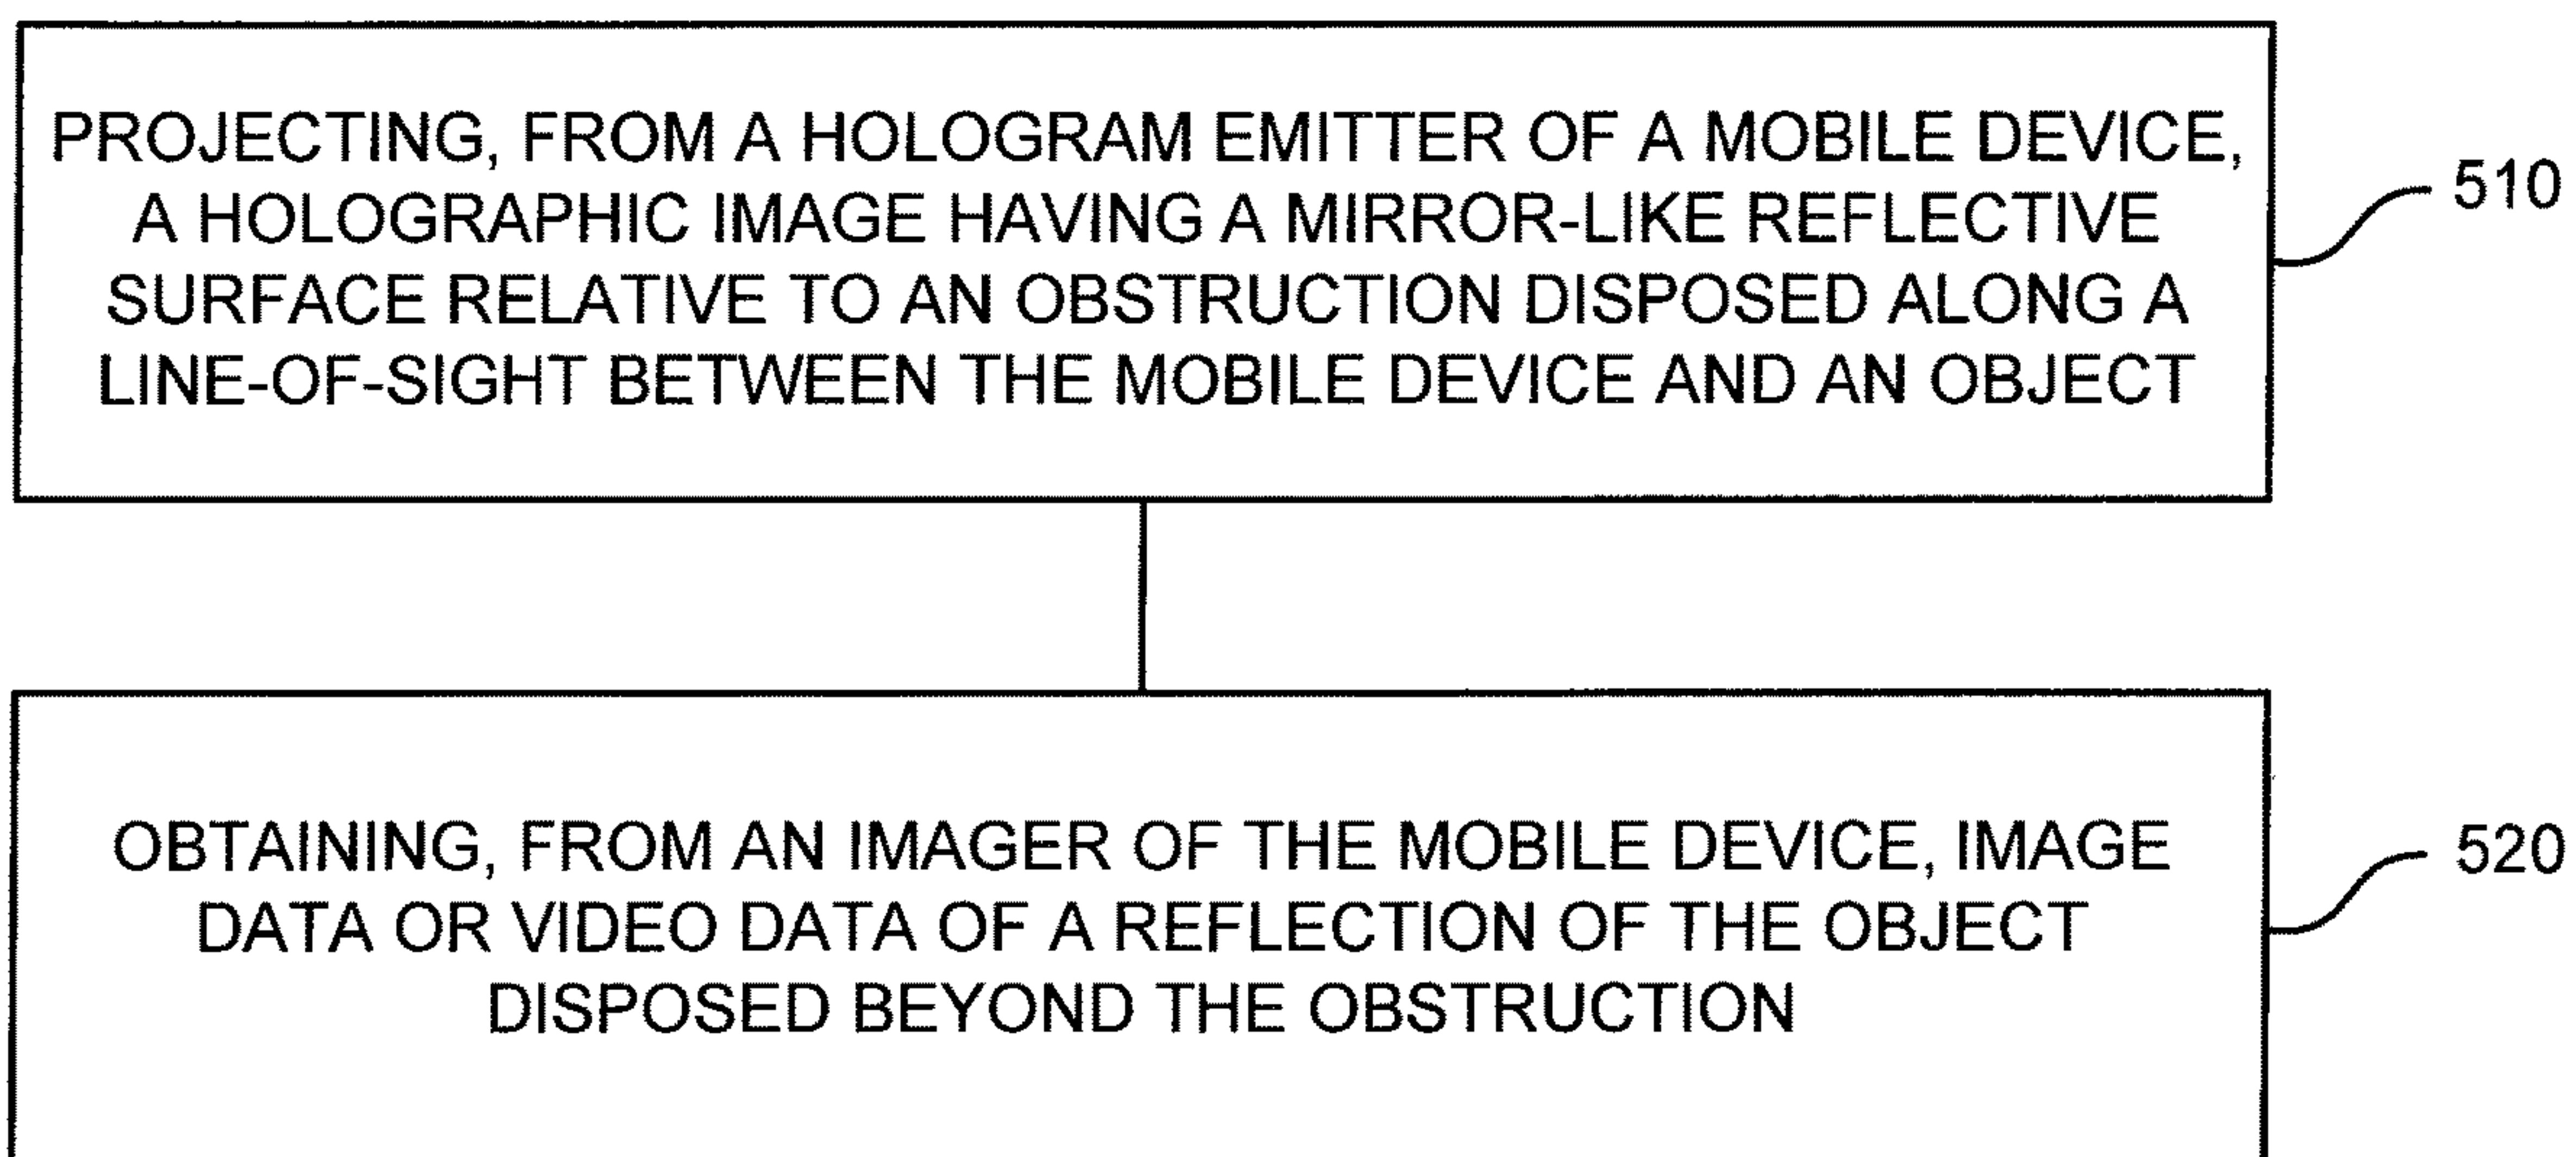 PROJECTING, FROM A HOLOGRAM EMITTER OF A MOBILE DEVICE,
A HOLOGRAPHIC IMAGE HAVING A MIRROR-LIKE REFLECTIVE
SURFACE RELATIVE TO AN OBSTRUCTION DISPOSED ALONG A
LINE-OF-SIGHT BETWEEN THE MOBILE DEVICE AND AN OBJECT
510
OBTAINING, FROM AN IMAGER OF THE MOBILE DEVICE, IMAGE
DATA OR VIDEO DATA OF A REFLECTION OF THE OBJECT
DISPOSED BEYOND THE OBSTRUCTION
520